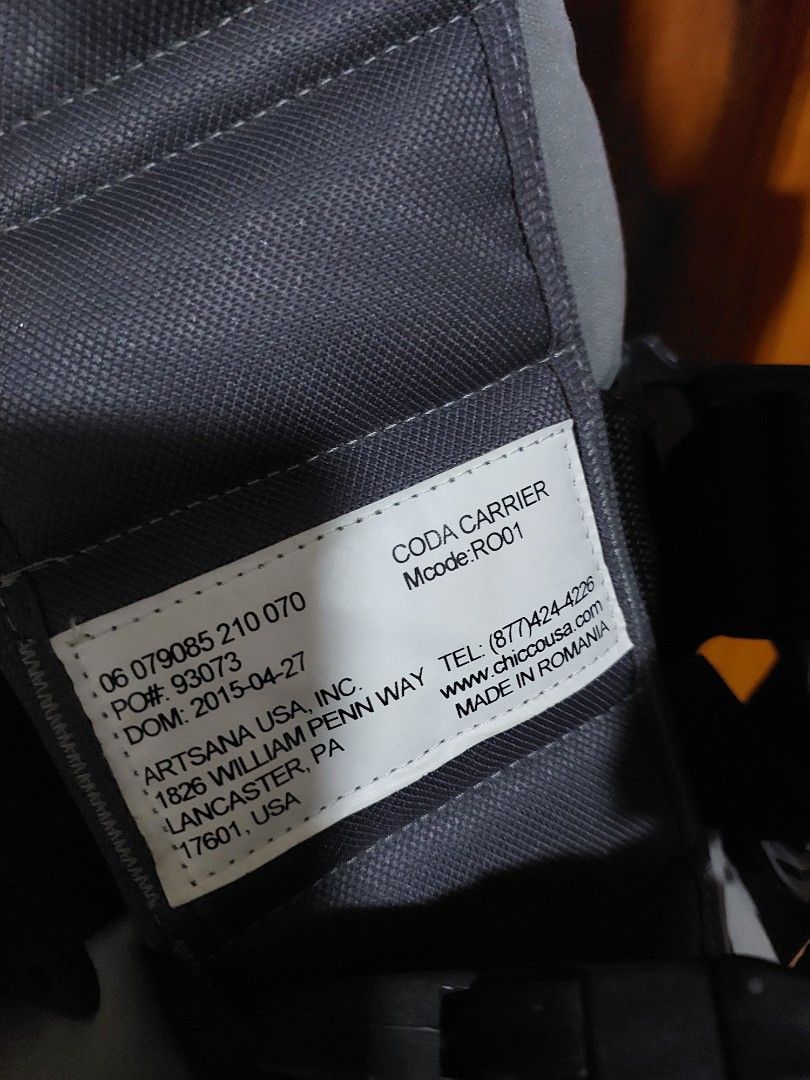 CODA CARRIER
Mcode:RO01
06 079085 210 070
PO#: 93073
DOM: 2015-04-27
ARTSANA USA, INC.
1826 WILLIAM PENN WAY
LANCASTER, PA
17601, USA
TEL: (877)424-4226
www.chiccousa.com
MADE IN ROMANIA